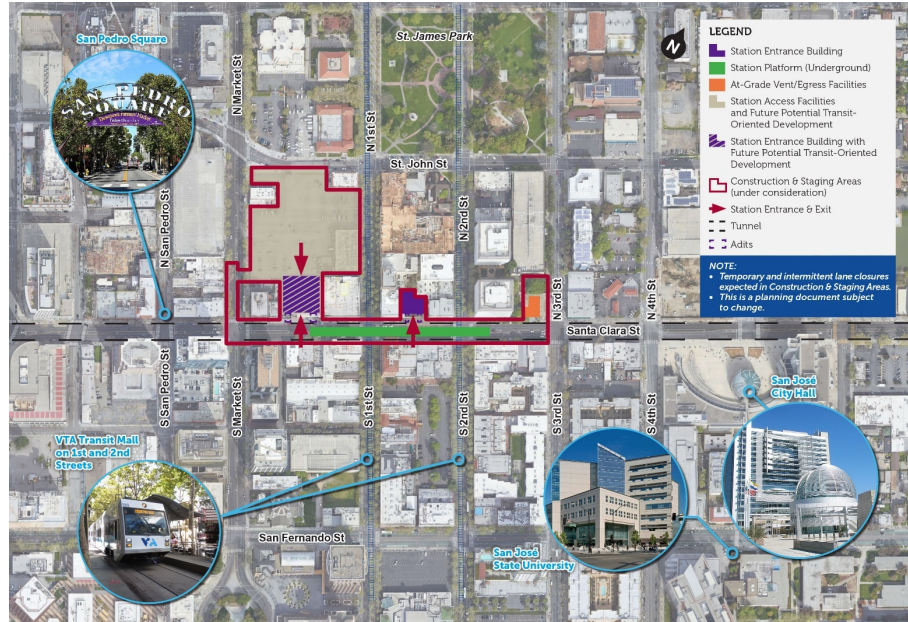 San Pedro Square
SAN PEDRO
SQUARE
N Market St
St. James Park
N 1st St
N 2nd St
St. John St
N San Pedro St
N 3rd St
N 4th St
Santa Clara St
S San Pedro St
S Market St
S 1st St
S 2nd St
S 3rd St
S 4th St
San José
City Hall
VTA Transit Mall
on 1st and 2nd
Streets
VTA
San Fernando St
San José
State University
N
LEGEND
Station Entrance Building
Station Platform (Underground)
At-Grade Vent/Egress Facilities
Station Access Facilities
and Future Potential Transit-
Oriented Development
Station Entrance Building with
Future Potential Transit-Oriented
Development
Construction & Staging Areas
(under consideration)
Station Entrance & Exit
Tunnel
Adits
NOTE:
• Temporary and intermittent lane closures
expected in Construction & Staging Areas.
• This is a planning document subject
to change.